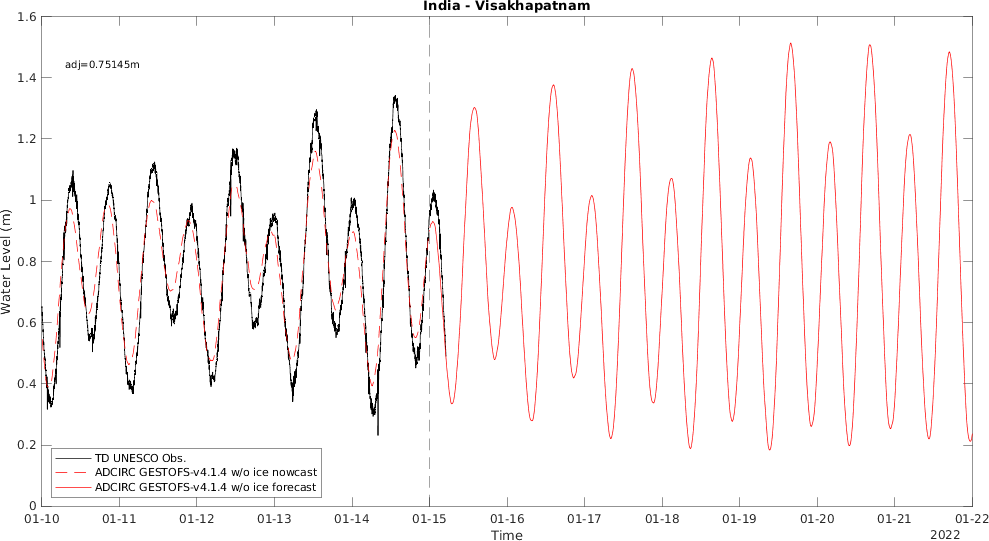 India - Visakhapatnam
1.6
1.4
1.2
1
0.8
0.6
0.4
0.2
0
Water Level (m)
adj=0.75145m
TD UNESCO Obs.
ADCIRC GESTOFS-v4.1.4 w/o ice nowcast
ADCIRC GESTOFS-v4.1.4 w/o ice forecast
01-10 01-11 01-12 01-13 01-14 01-15 01-16 01-17 01-18 01-19 01-20 01-21 01-22
Time
2022